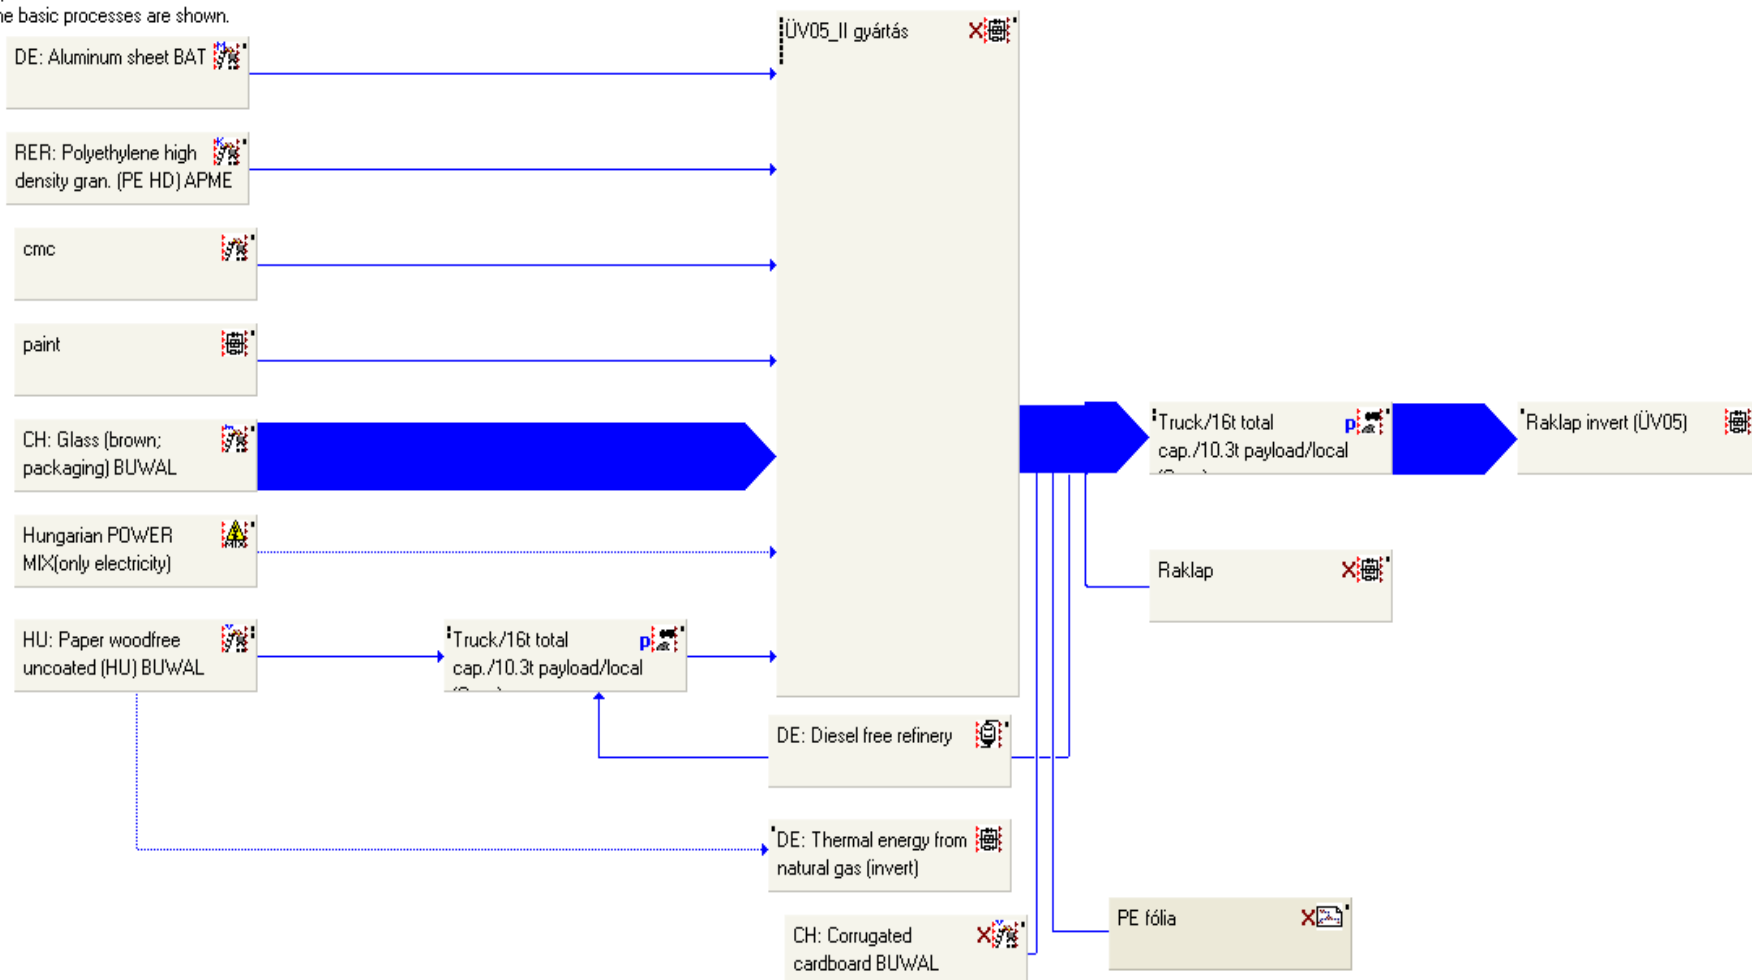 ne basic processes are shown.
DE: Aluminum sheet BAT
RER: Polyethylene high
density gran. (PE HD) APME
cmc
paint
CH: Glass (brown;
packaging) BUWAL
Hungarian POWER
MIX(only electricity)
HU: Paper woodfree
uncoated (HU) BUWAL
Truck/16t total
cap./10.3t payload/local
ÜV05_II gyártás
DE: Diesel free refinery
DE: Thermal energy from
natural gas (invert)
CH: Corrugated
cardboard BUWAL
Truck/16t total
cap./10.3t payload/local
Raklap invert (ÜV05)
Raklap
PE fólia